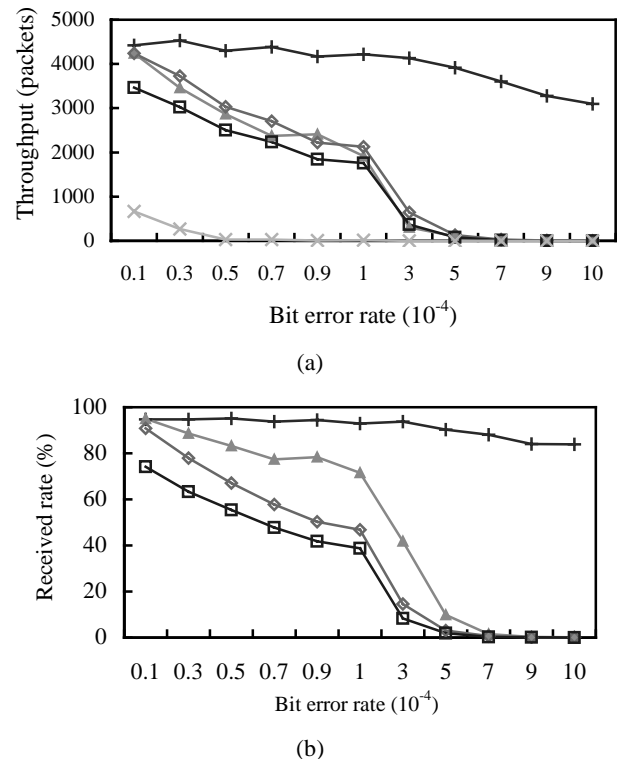 (a)
5000
4000
3000
2000
1000
0
Throughput (packets)
0.1 0.3 0.5 0.7 0.9 1 3 5 7 9 10
Bit error rate (10⁻⁴)
(a)
100
80
60
40
20
0
Received rate (%)
0.1 0.3 0.5 0.7 0.9 1 3 5 7 9 10
Bit error rate (10⁻⁴)
(b)